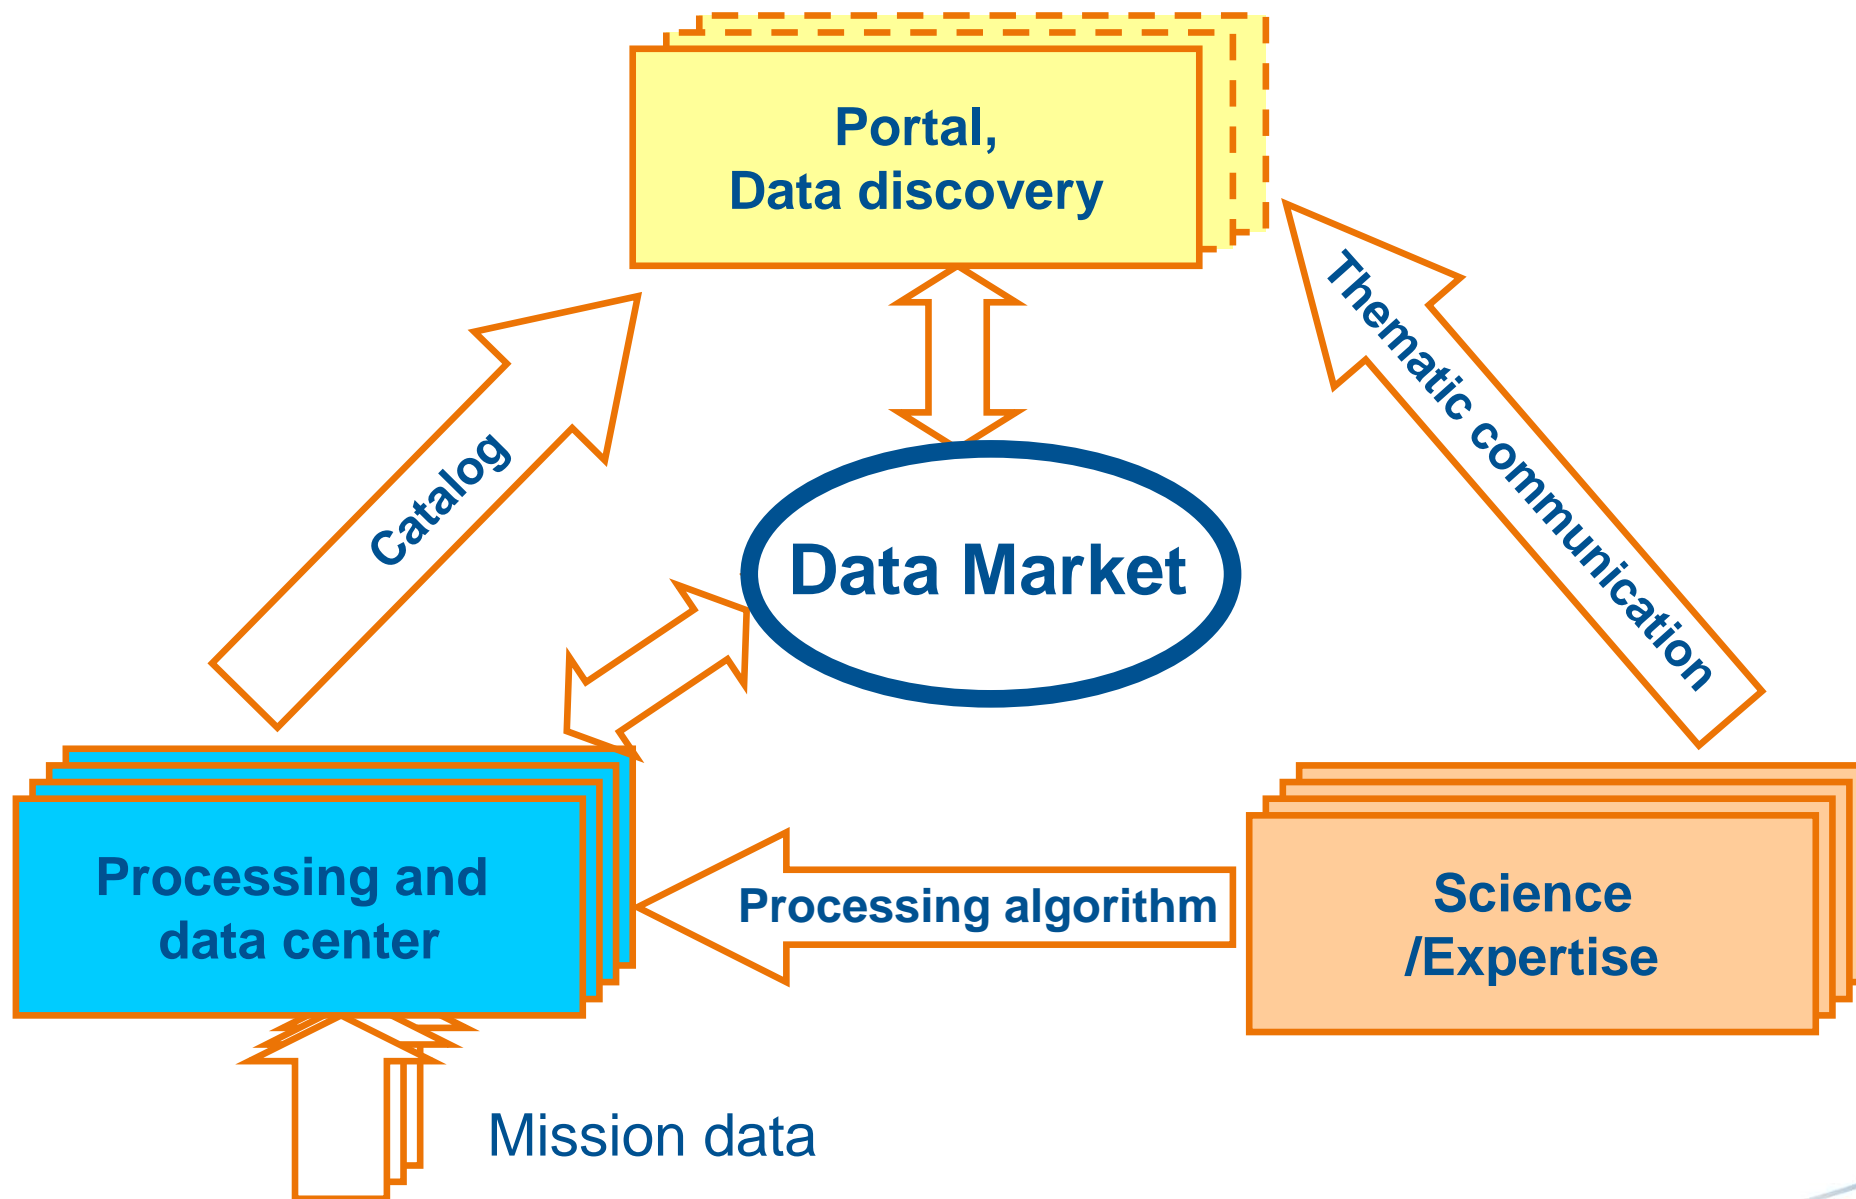 Portal,
Data discovery
Thematic communication
Catalog
Data Market
Processing and
data center
Processing algorithm
Science
/Expertise
Mission data